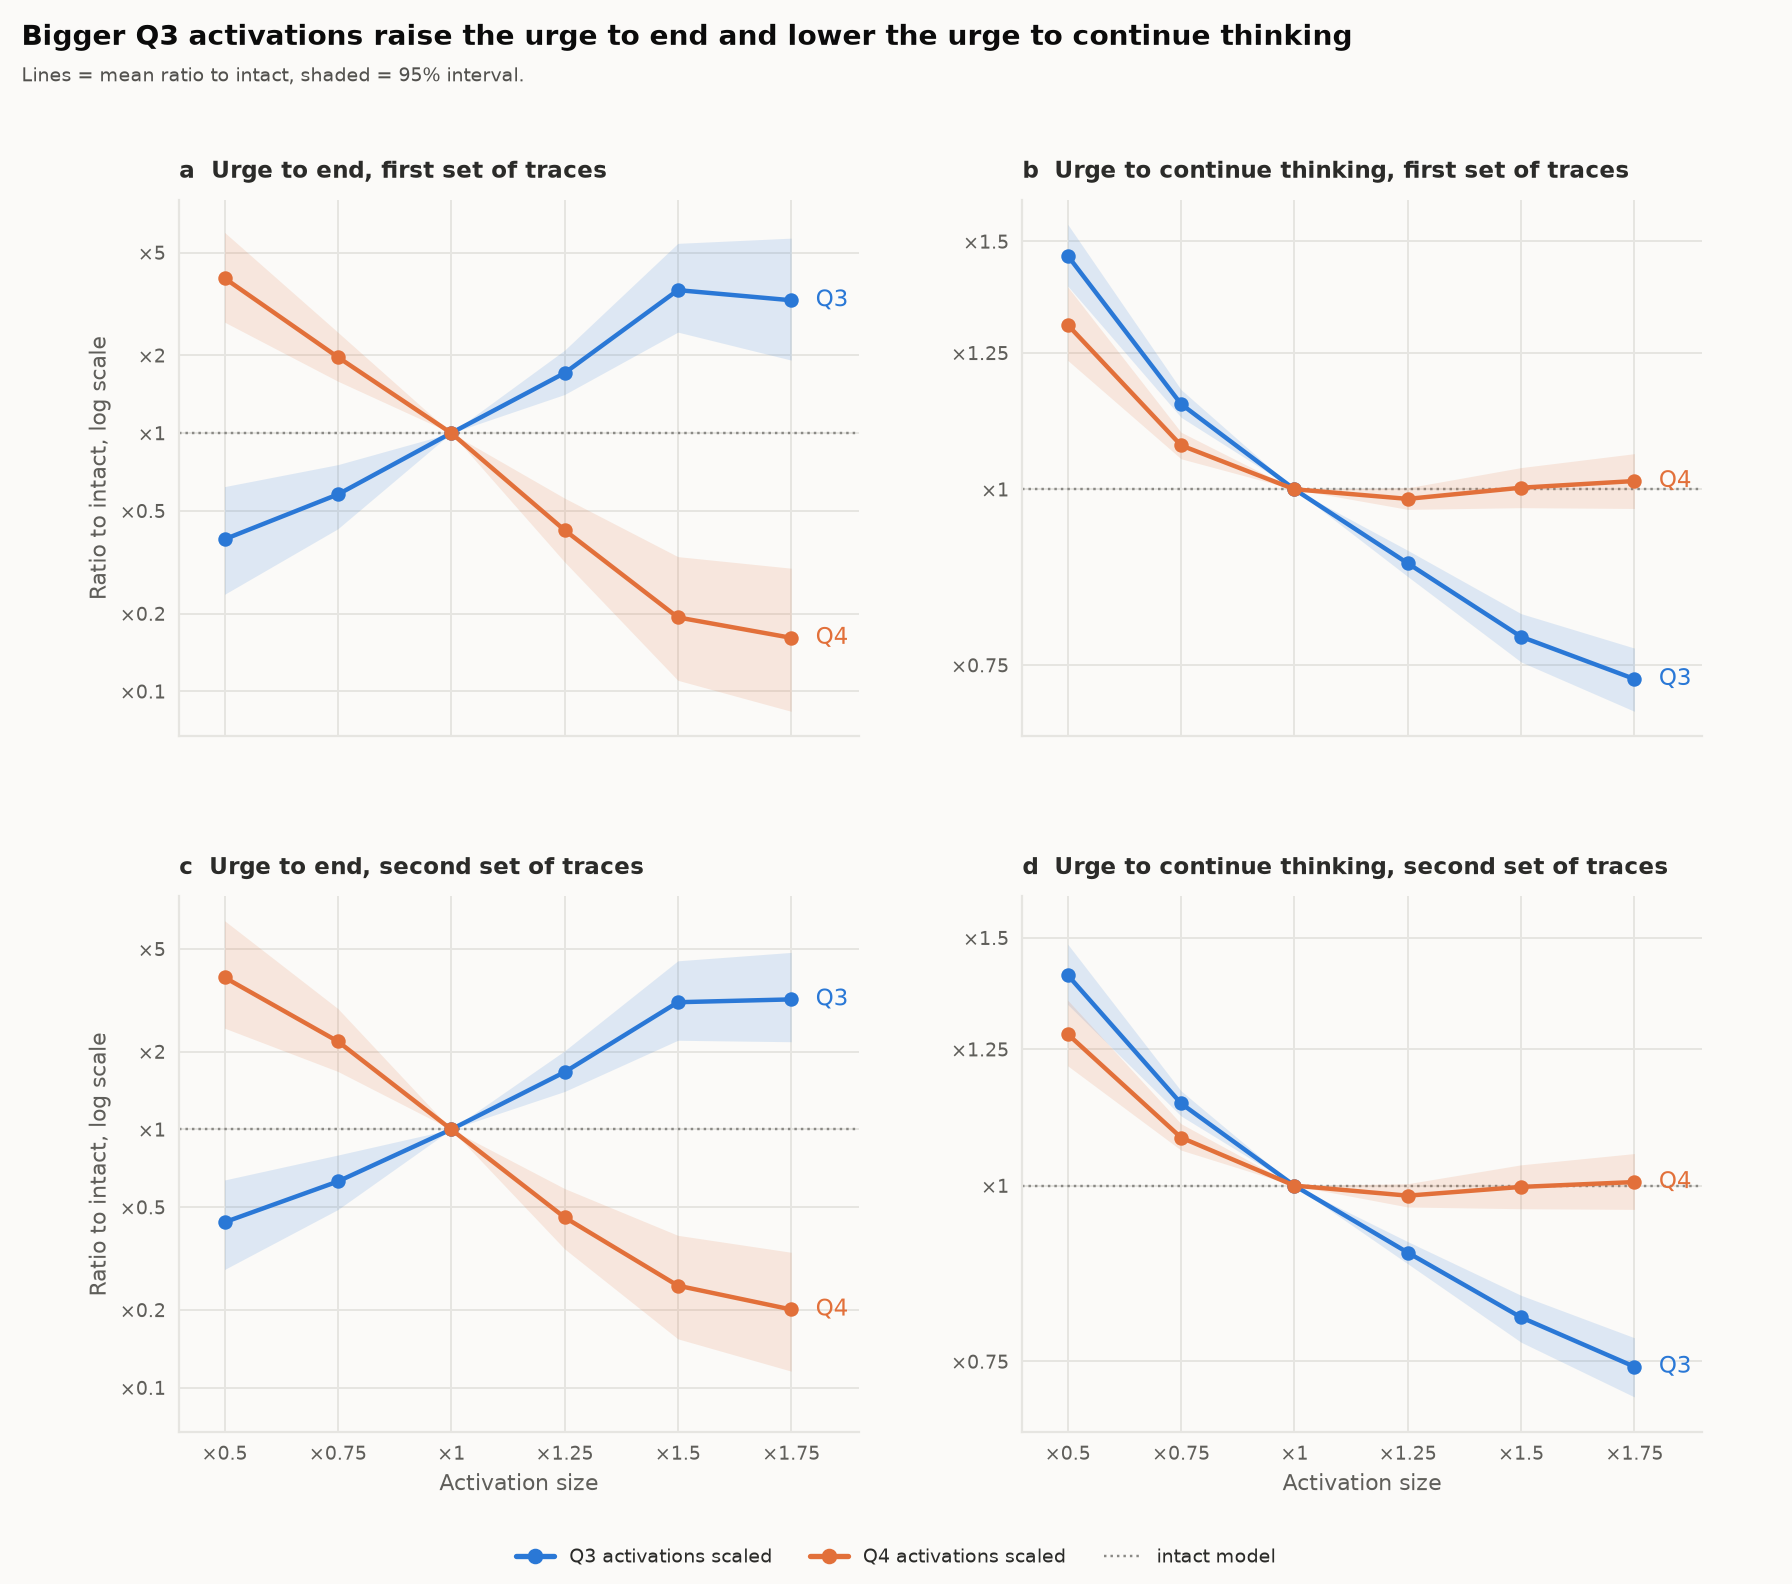 Bigger Q3 activations raise the urge to end and lower the urge to continue thinking
Lines = mean ratio to intact, shaded = 95% interval.
a Urge to end, first set of traces
Ratio to intact, log scale
×5
×2
×1
×0.5
×0.2
×0.1
Q3
Q4
b Urge to continue thinking, first set of traces
×1.5
×1.25
×1
×0.75
Q4
Q3
c Urge to end, second set of traces
Ratio to intact, log scale
×5
×2
×1
×0.5
×0.2
×0.1
Q3
Q4
×0.5 ×0.75 ×1 ×1.25 ×1.5 ×1.75
Activation size
d Urge to continue thinking, second set of traces
×1.5
×1.25
×1
×0.75
Q4
Q3
×0.5 ×0.75 ×1 ×1.25 ×1.5 ×1.75
Activation size
Q3 activations scaled Q4 activations scaled intact model